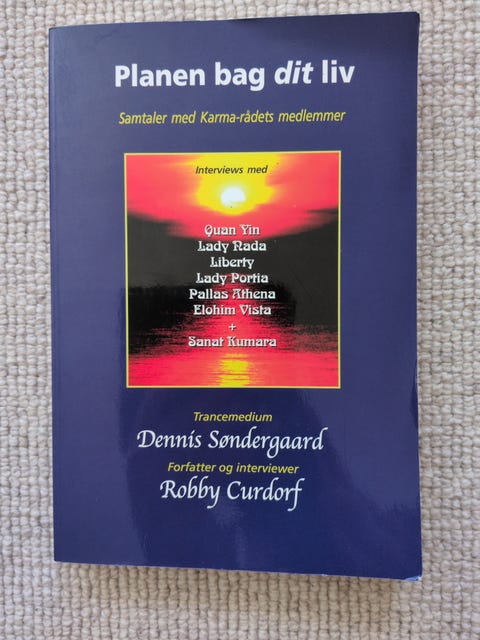 Planen bag dit liv
Samtaler med Karma-rådets medlemmer
Interviews med
Quan Yin
Lady Nada
Liberty
Lady Portia
Pallas Athena
Elohim Vista
+
Sanat Kumara
Trancemedium
Dennis Søndergaard
Forfatter og interviewer
Robby Curdorf